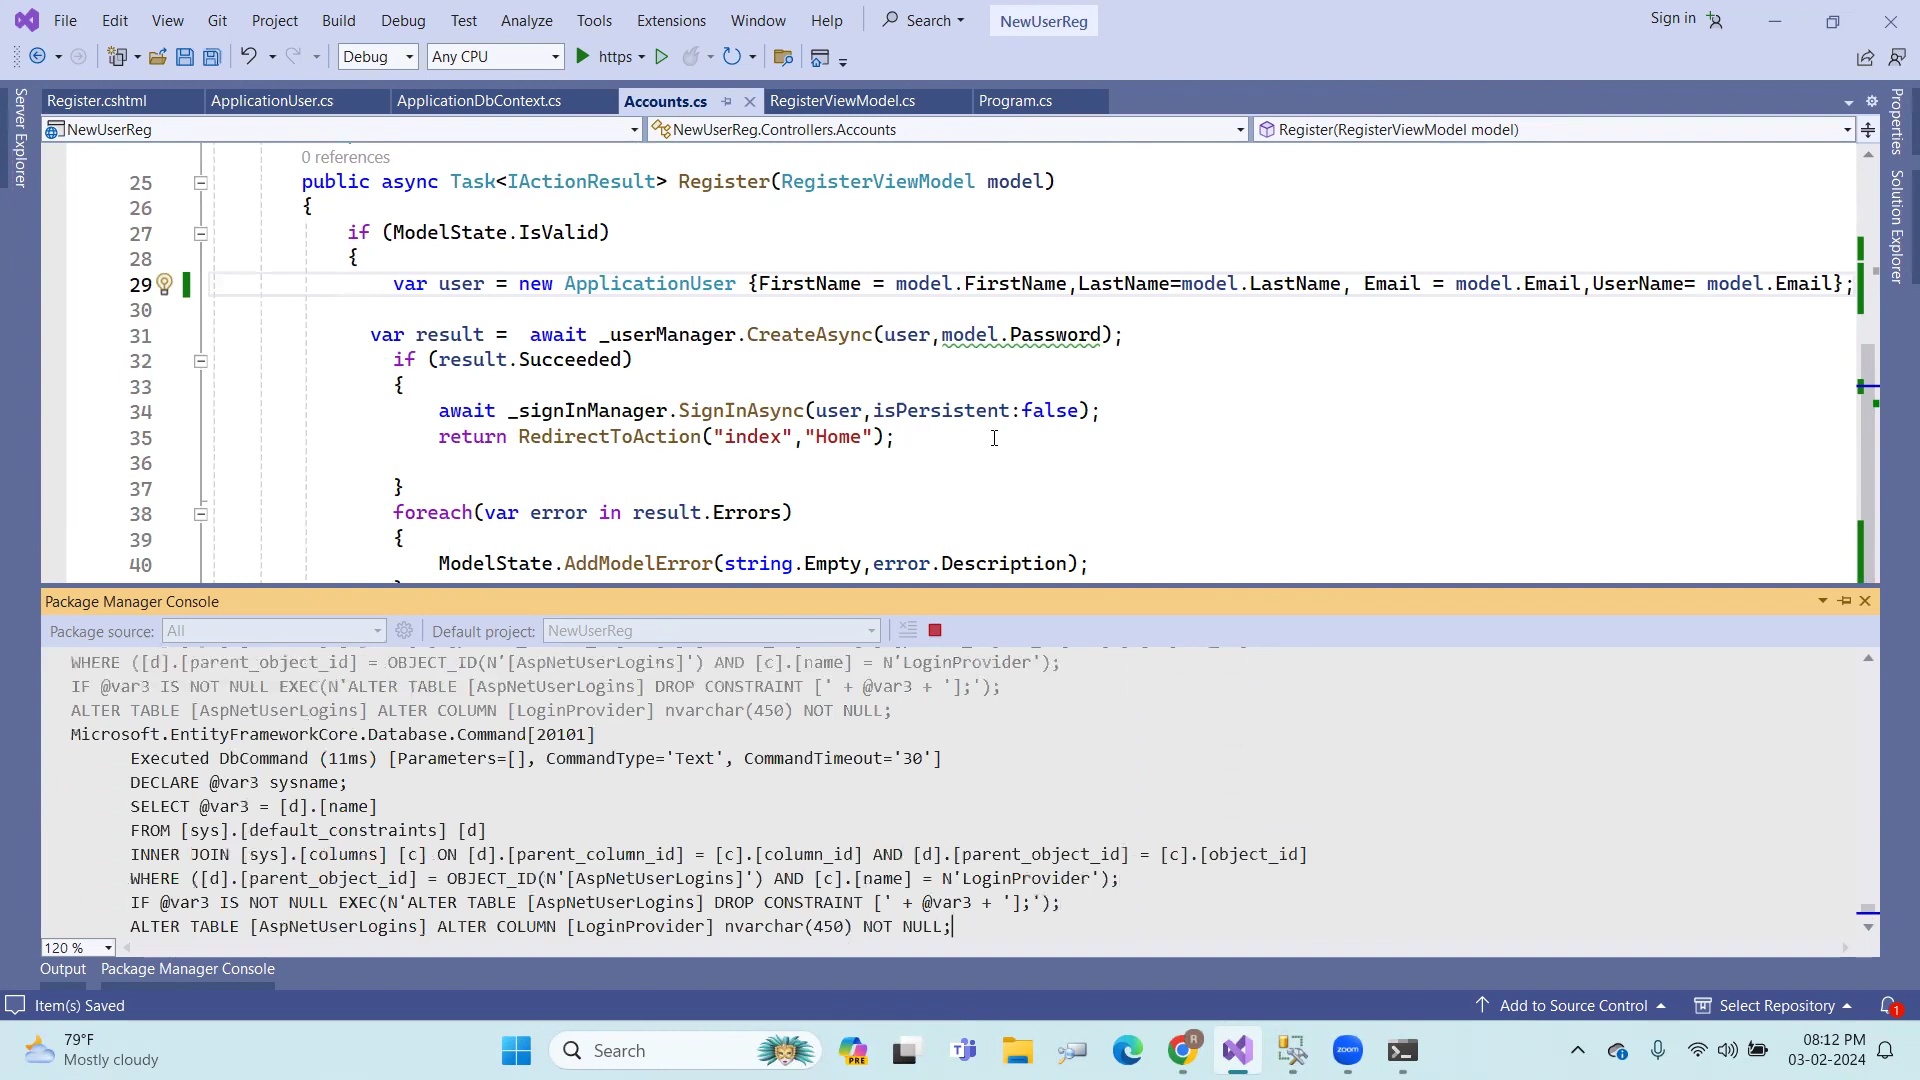 File Edit View Git Project Build Debug Test Analyze Tools Extensions Window Help Search NewUserReg Sign in
Debug Any CPU https
Server Explorer
Register.cshtml ApplicationUser.cs ApplicationDbContext.cs Accounts.cs RegisterViewModel.cs Program.cs
Properties
Solution Explorer
NewUserReg NewUserReg.Controllers.Accounts Register(RegisterViewModel model)
0 references
25 public async Task<IActionResult> Register(RegisterViewModel model)
26 {
27 if (ModelState.IsValid)
28 {
29 var user = new ApplicationUser {FirstName = model.FirstName,LastName=model.LastName, Email = model.Email,UserName= model.Email};
30
31 var result = await _userManager.CreateAsync(user,model.Password);
32 if (result.Succeeded)
33 {
34 await _signInManager.SignInAsync(user,isPersistent:false);
35 return RedirectToAction("index","Home");
36
37 }
38 foreach(var error in result.Errors)
39 {
40 ModelState.AddModelError(string.Empty,error.Description);
Package Manager Console
Package source: All Default project: NewUserReg
WHERE ([d].[parent_object_id] = OBJECT_ID(N'[AspNetUserLogins]') AND [c].[name] = N'LoginProvider');
IF @var3 IS NOT NULL EXEC(N'ALTER TABLE [AspNetUserLogins] DROP CONSTRAINT [' + @var3 + '];');
ALTER TABLE [AspNetUserLogins] ALTER COLUMN [LoginProvider] nvarchar(450) NOT NULL;
Microsoft.EntityFrameworkCore.Database.Command[20101]
Executed DbCommand (11ms) [Parameters=[], CommandType='Text', CommandTimeout='30']
DECLARE @var3 sysname;
SELECT @var3 = [d].[name]
FROM [sys].[default_constraints] [d]
INNER JOIN [sys].[columns] [c] ON [d].[parent_column_id] = [c].[column_id] AND [d].[parent_object_id] = [c].[object_id]
WHERE ([d].[parent_object_id] = OBJECT_ID(N'[AspNetUserLogins]') AND [c].[name] = N'LoginProvider');
IF @var3 IS NOT NULL EXEC(N'ALTER TABLE [AspNetUserLogins] DROP CONSTRAINT [' + @var3 + '];');
ALTER TABLE [AspNetUserLogins] ALTER COLUMN [LoginProvider] nvarchar(450) NOT NULL;
120 %
Output Package Manager Console
Item(s) Saved Add to Source Control Select Repository 1
79°F
Mostly cloudy
Search
PRE
R
zoom
08:12 PM
03-02-2024